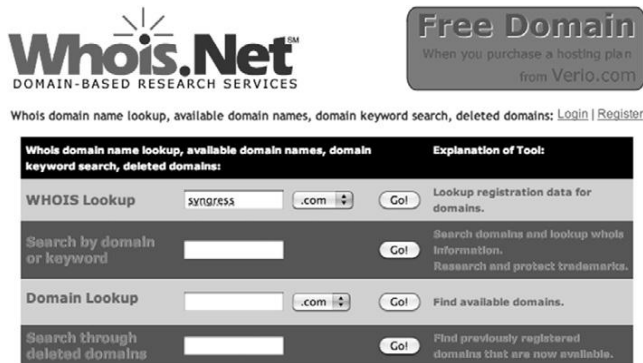 Whois.Net SM
DOMAIN-BASED RESEARCH SERVICES
Free Domain
When you purchase a hosting plan
from Verio.com
Whois domain name lookup, available domain names, domain keyword search, deleted domains: Login | Register
Whois domain name lookup, available domain names, domain
keyword search, deleted domains:
Explanation of Tool:
WHOIS Lookup
syngress
.com
Go!
Lookup registration data for
domains.
Search by domain
or keyword
Go!
Search domains and lookup whois
information.
Research and protect trademarks.
Domain Lookup
.com
Go!
Find available domains.
Search through
deleted domains
Go!
Find previously registered
domains that are now available.